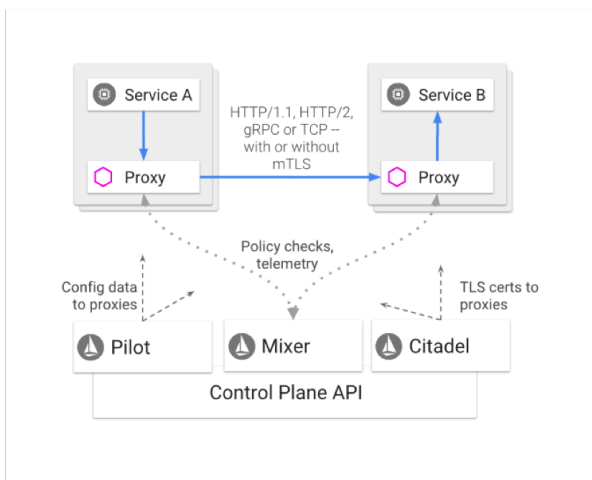 Service A
Service B
HTTP/1.1, HTTP/2,
gRPC or TCP --
with or without
mTLS
Proxy
Proxy
Policy checks,
telemetry
Config data
to proxies
TLS certs to
proxies
Pilot
Mixer
Citadel
Control Plane API